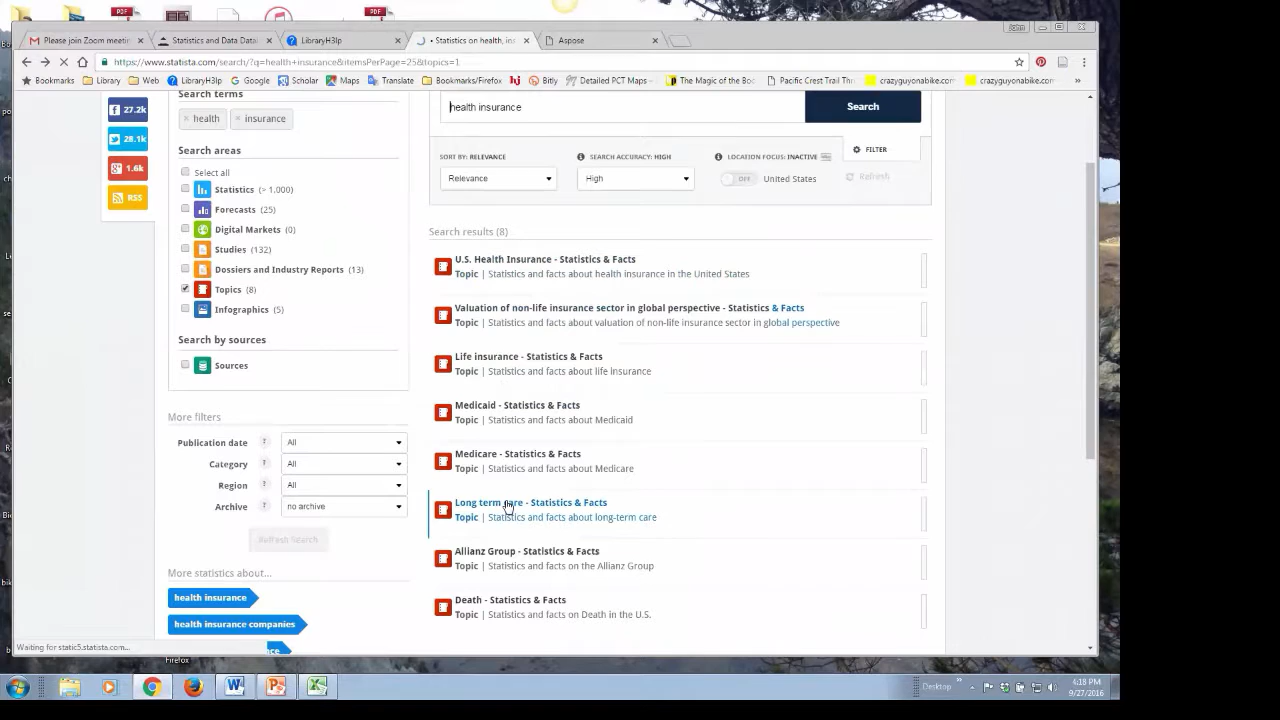 PDF
PDF
Please join Zoom meetin
Statistics and Data Datab
LibraryH3lp
Statistics on health, ins
Aspose
https://www.statista.com/search/?q=health+insurance&itemsPerPage=25&topics=1
Bookmarks
Library
Web
LibraryH3lp
Google
Scholar
Maps
Translate
Bookmarks/Firefox
Bitly
Detailed PCT Maps
The Magic of the Boo
Pacific Crest Trail Thr
crazyguyonabike.com
crazyguyonabike.com
27.2k
28.1k
1.6k
RSS
Search terms
× health
× insurance
Search areas
Select all
Statistics (> 1,000)
Forecasts (25)
Digital Markets (0)
Studies (132)
Dossiers and Industry Reports (13)
Topics (8)
Infographics (5)
Search by sources
Sources
More filters
Publication date ? All
Category ? All
Region ? All
Archive ? no archive
Refresh Search
More statistics about...
health insurance
health insurance companies
health insurance
Search
FILTER
SORT BY: RELEVANCE
SEARCH ACCURACY: HIGH
LOCATION FOCUS: INACTIVE
Relevance
High
OFF United States
Refresh
Search results (8)
U.S. Health Insurance - Statistics & Facts
Topic | Statistics and facts about health insurance in the United States
Valuation of non-life insurance sector in global perspective - Statistics & Facts
Topic | Statistics and facts about valuation of non-life insurance sector in global perspective
Life insurance - Statistics & Facts
Topic | Statistics and facts about life insurance
Medicaid - Statistics & Facts
Topic | Statistics and facts about Medicaid
Medicare - Statistics & Facts
Topic | Statistics and facts about Medicare
Long term care - Statistics & Facts
Topic | Statistics and facts about long-term care
Allianz Group - Statistics & Facts
Topic | Statistics and facts on the Allianz Group
Death - Statistics & Facts
Topic | Statistics and facts on Death in the U.S.
Waiting for static5.statista.com...
Firefox
Desktop
4:18 PM
9/27/2016